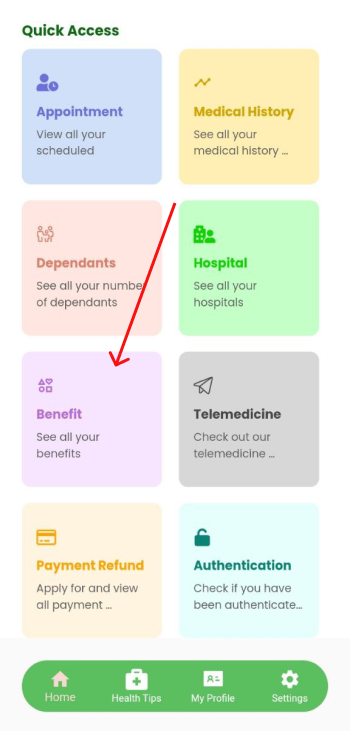 Quick Access
Appointment
View all your
scheduled
Medical History
See all your
medical history ...
Dependants
See all your number
of dependants
Hospital
See all your
hospitals
Benefit
See all your
benefits
Telemedicine
Check out our
telemedicine ...
Payment Refund
Apply for and view
all payment ...
Authentication
Check if you have
been authenticate...
Home
Health Tips
My Profile
Settings